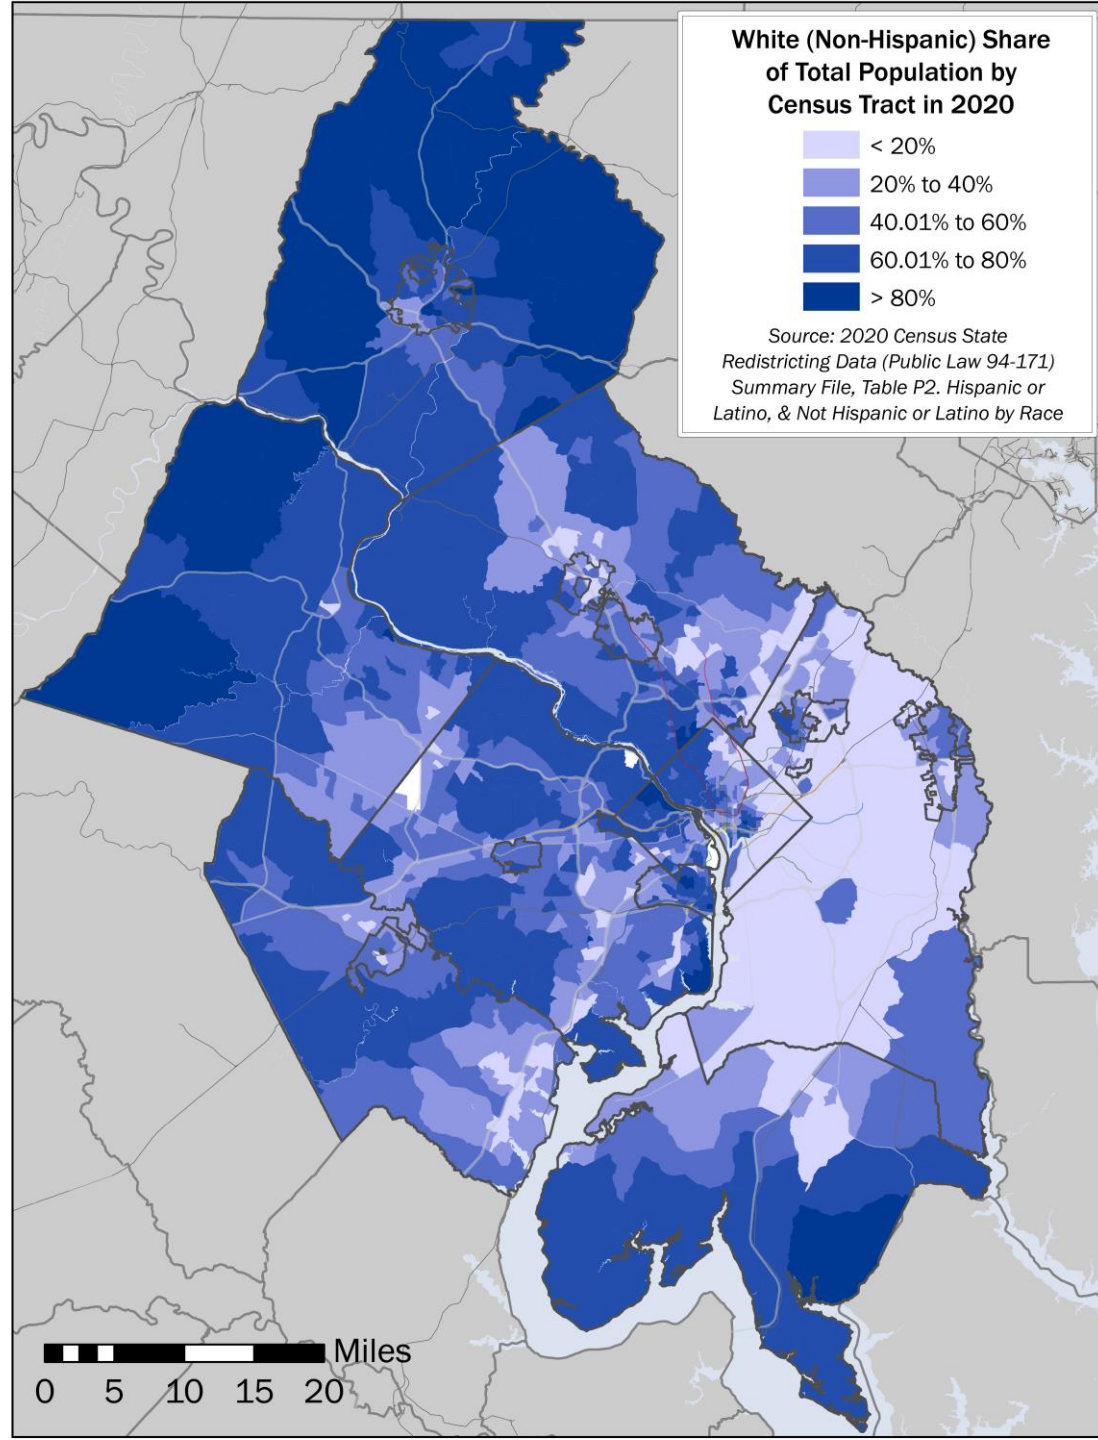 White (Non-Hispanic) Share
of Total Population by
Census Tract in 2020
< 20%
20% to 40%
40.01% to 60%
60.01% to 80%
> 80%
Source: 2020 Census State
Redistricting Data (Public Law 94-171)
Summary File, Table P2. Hispanic or
Latino, & Not Hispanic or Latino by Race
Miles
0 5 10 15 20